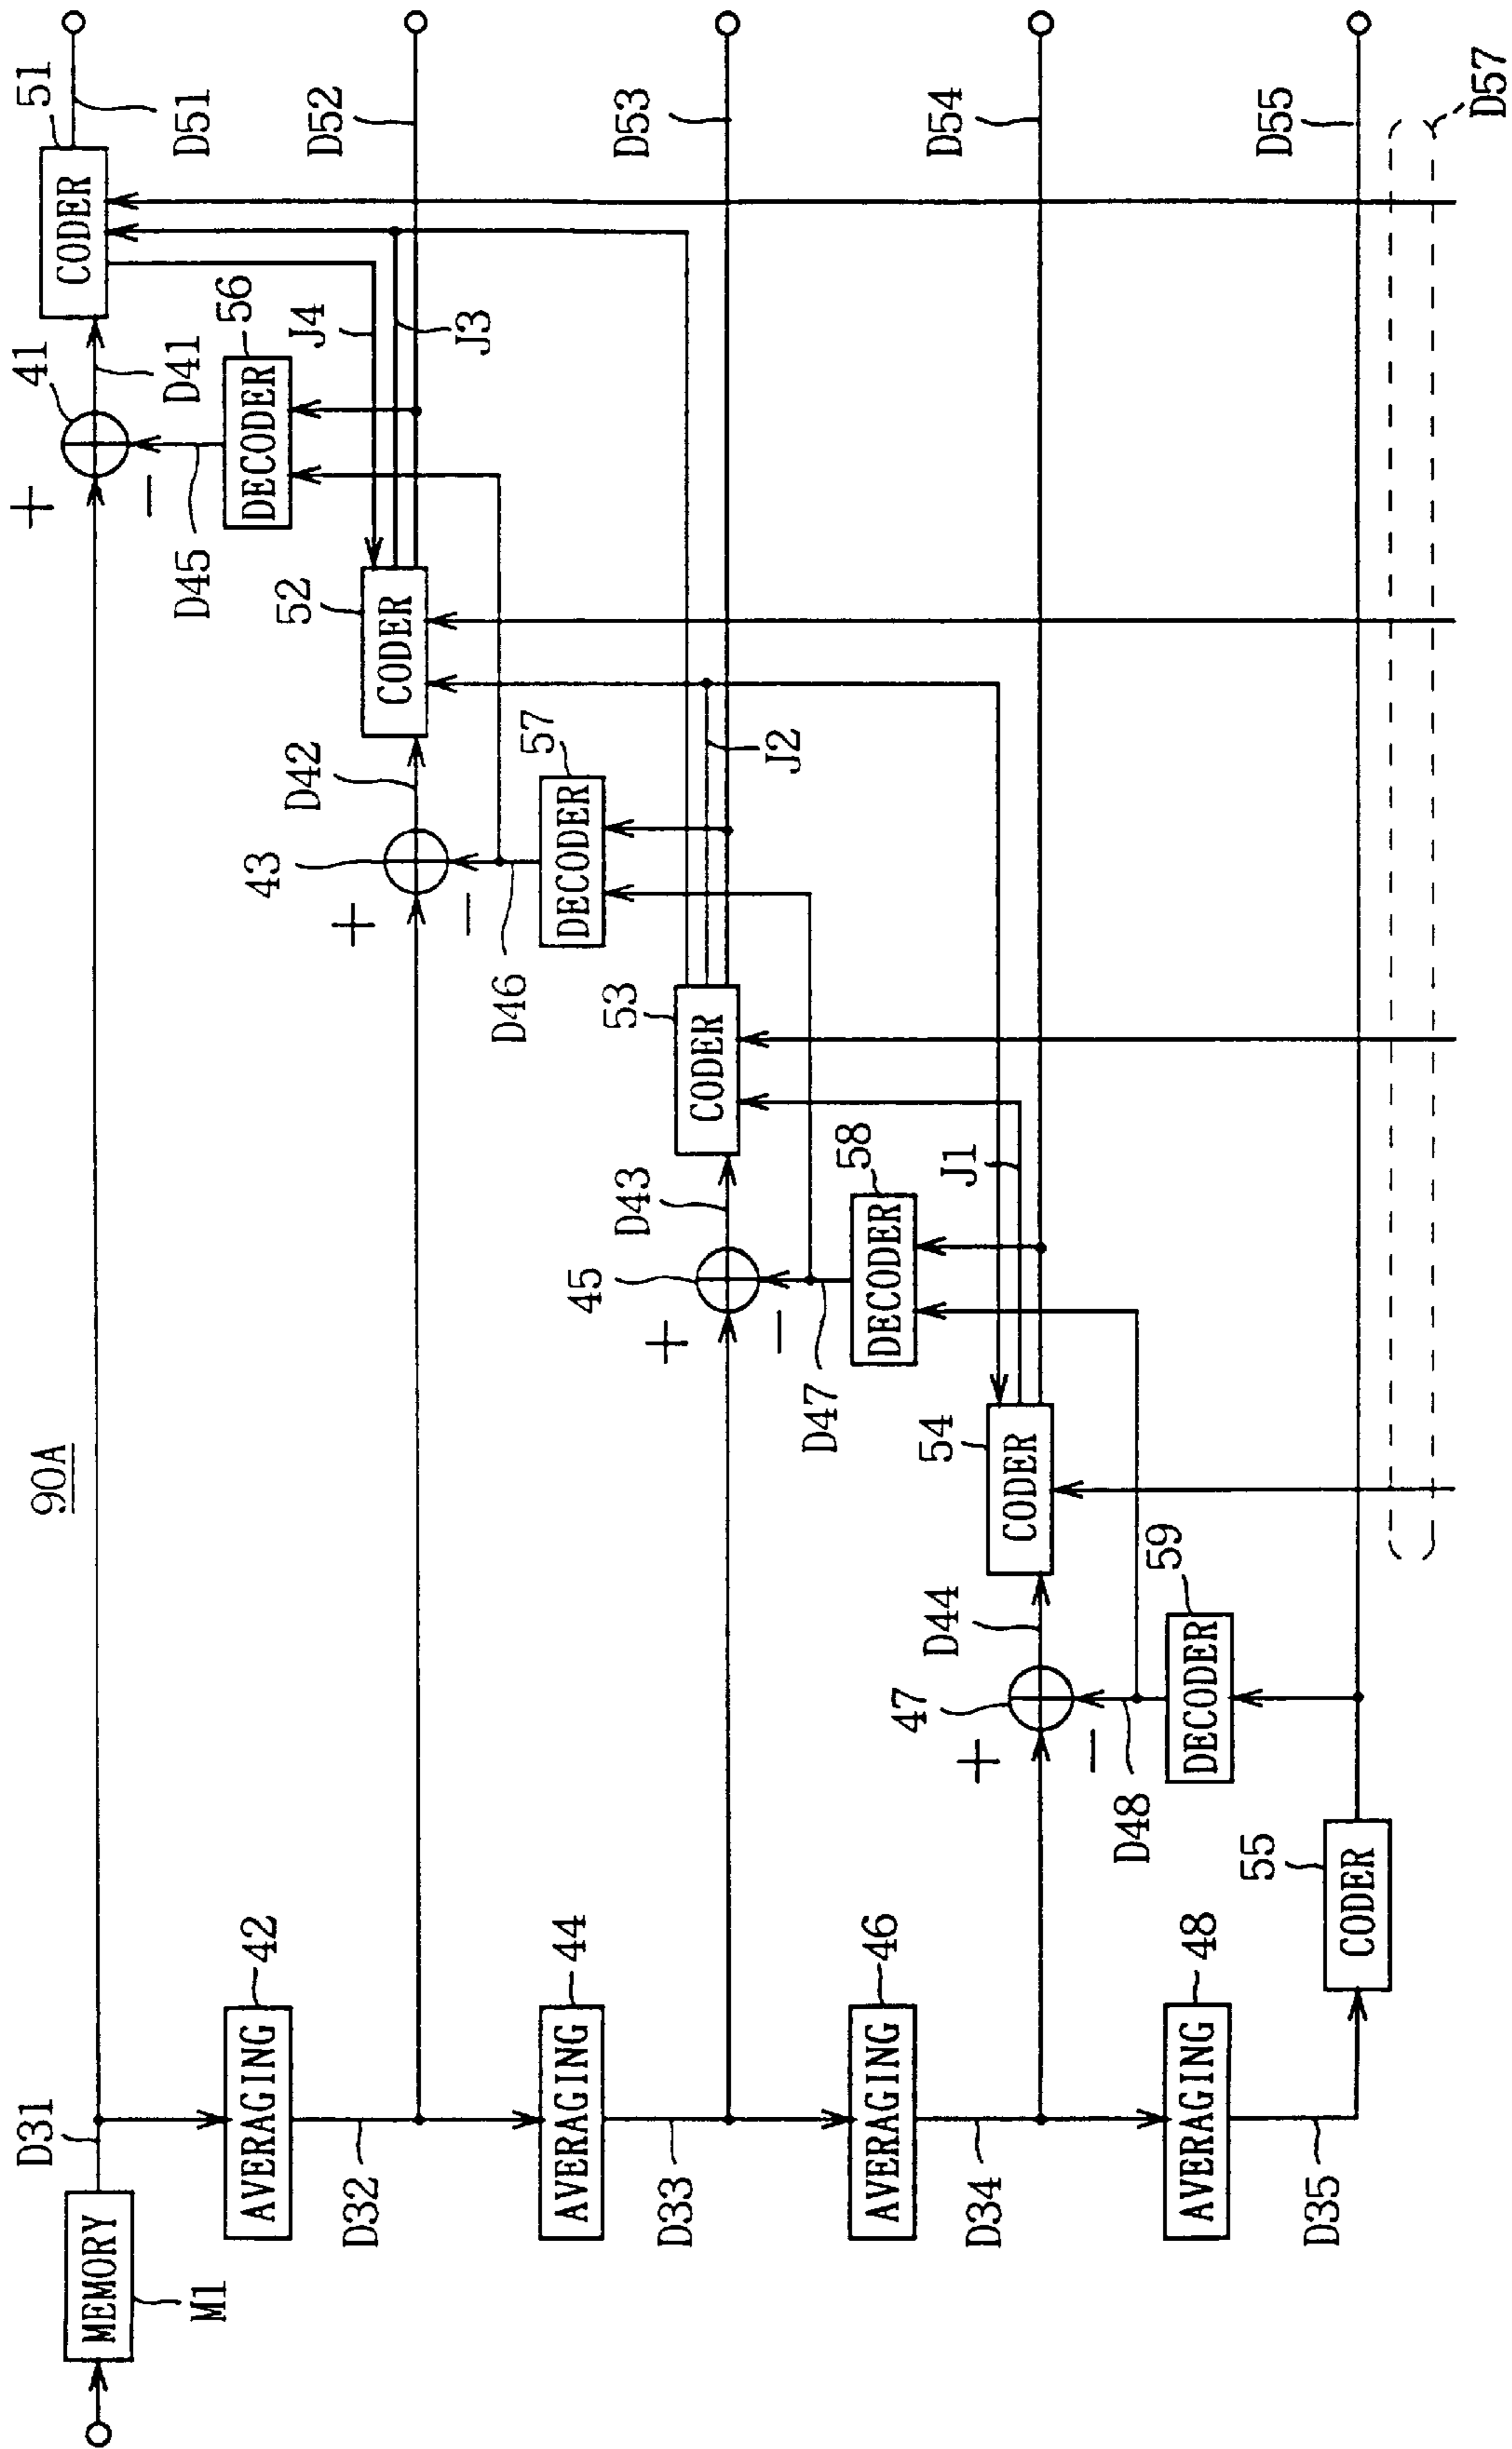 90A
MEMORY
M1
D31
+
−
41
D41
CODER
51
D51
AVERAGING
42
D32
D45
DECODER
56
J4
J3
+
−
43
D42
CODER
52
D52
AVERAGING
44
D33
D46
DECODER
57
J2
+
−
45
D43
CODER
53
D53
AVERAGING
46
D34
D47
DECODER
58
J1
+
−
47
D44
CODER
54
D54
AVERAGING
48
D35
D48
DECODER
59
CODER
55
D55
D57